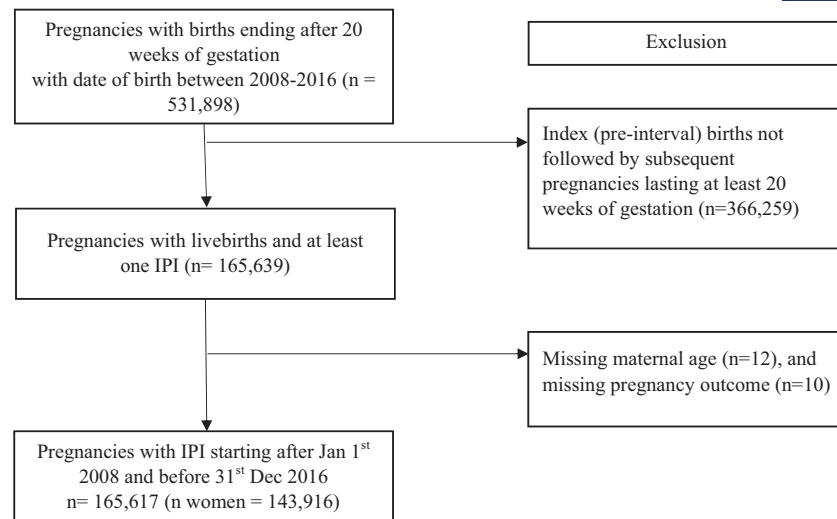 Pregnancies with births ending after 20
weeks of gestation
with date of birth between 2008-2016 (n =
531,898)
Exclusion
Index (pre-interval) births not
followed by subsequent
pregnancies lasting at least 20
weeks of gestation (n=366,259)
Pregnancies with livebirths and at least
one IPI (n= 165,639)
Missing maternal age (n=12), and
missing pregnancy outcome (n=10)
Pregnancies with IPI starting after Jan 1st
2008 and before 31st Dec 2016
n= 165,617 (n women = 143,916)